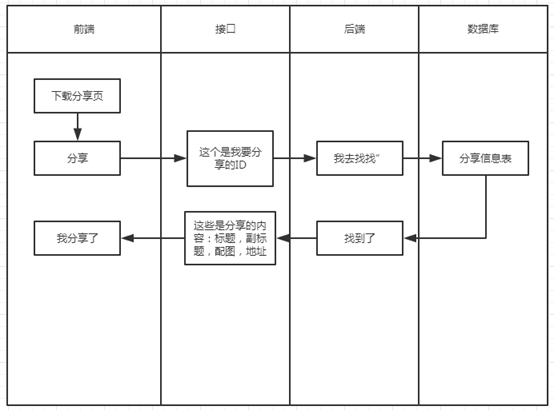 前端
接口
后端
数据库
下载分享页
分享
这个是我要分
享的ID
我去找找”
分享信息表
我分享了
这些是分享的内
容：标题，副标
题，配图，地址
找到了